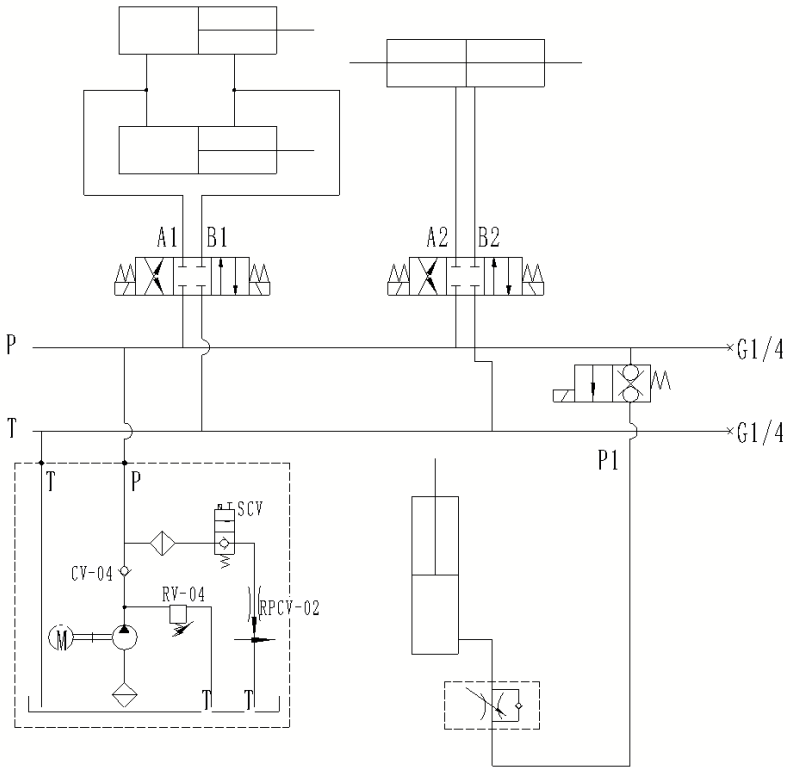 A1 B1
A2 B2
P
G1/4
T
G1/4
P1
T
P
SCV
CV-04
RV-04
RPCV-02
M
T
T